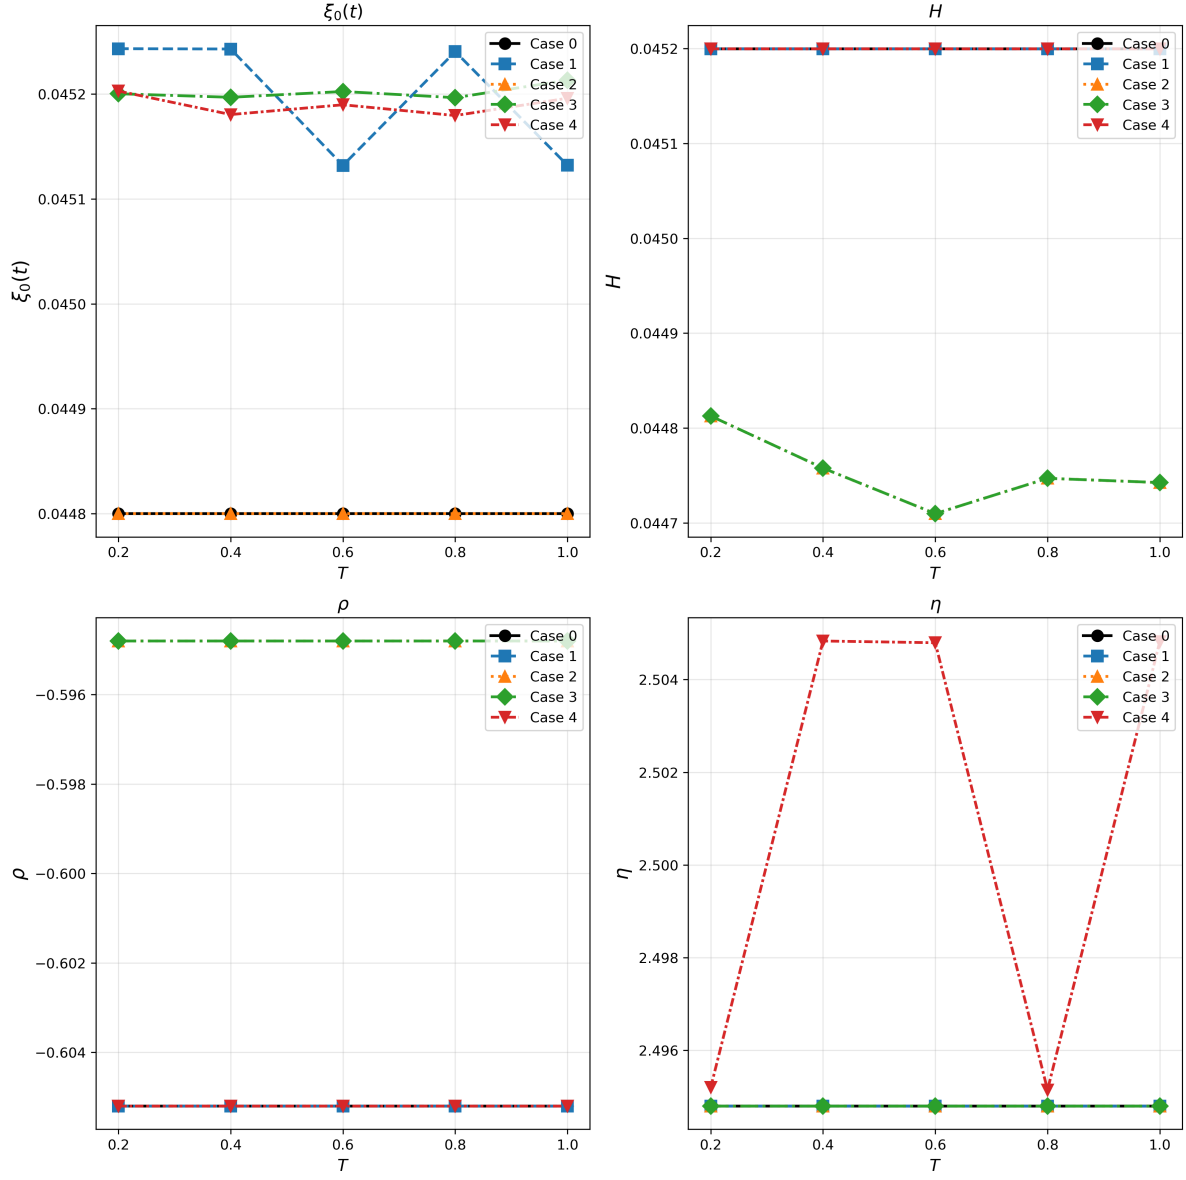 ξ₀(t)
ξ₀(t)
0.0452
0.0451
0.0450
0.0449
0.0448
0.2 0.4 0.6 0.8 1.0
T
Case 0
Case 1
Case 2
Case 3
Case 4
H
H
0.0452
0.0451
0.0450
0.0449
0.0448
0.0447
0.2 0.4 0.6 0.8 1.0
T
Case 0
Case 1
Case 2
Case 3
Case 4
ρ
ρ
−0.596
−0.598
−0.600
−0.602
−0.604
0.2 0.4 0.6 0.8 1.0
T
Case 0
Case 1
Case 2
Case 3
Case 4
η
η
2.504
2.502
2.500
2.498
2.496
0.2 0.4 0.6 0.8 1.0
T
Case 0
Case 1
Case 2
Case 3
Case 4